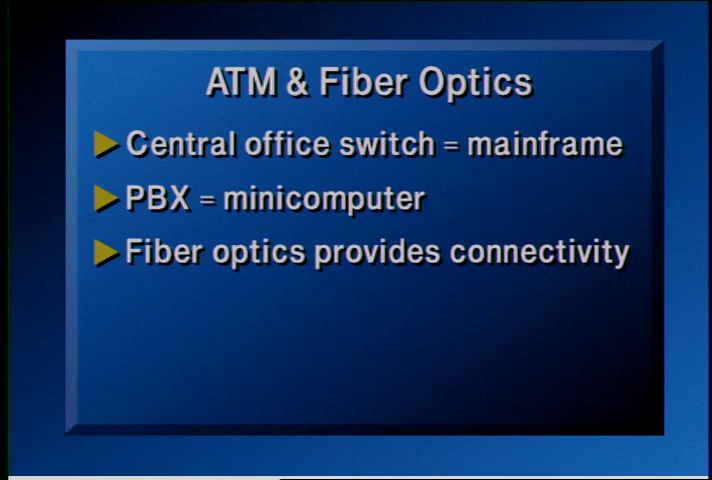 ATM & Fiber Optics
Central office switch = mainframe
PBX = minicomputer
Fiber optics provides connectivity